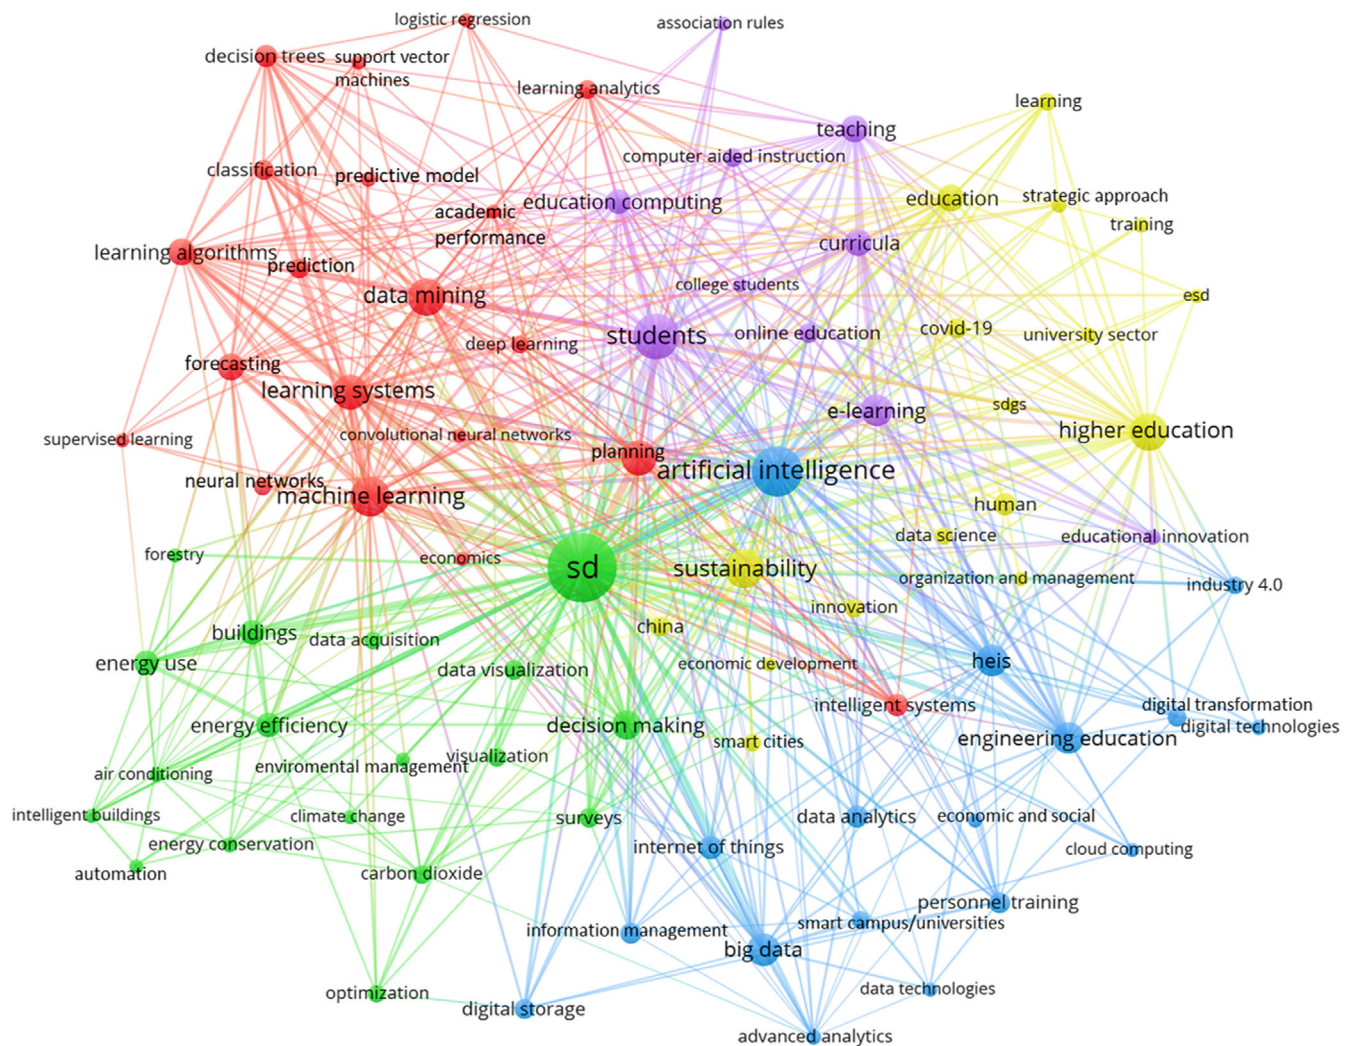 logistic regression
association rules
decision trees
support vector
machines
learning analytics
learning
teaching
computer aided instruction
classification
predictive model
education computing
academic
performance
education
strategic approach
training
learning algorithms
prediction
curricula
data mining
college students
esd
students
online education
covid-19
university sector
deep learning
forecasting
learning systems
e-learning
sdgs
higher education
supervised learning
convolutional neural networks
planning
artificial intelligence
neural networks
machine learning
human
data science
educational innovation
forestry
economics
sd
sustainability
organization and management
industry 4.0
innovation
china
buildings
data acquisition
energy use
data visualization
economic development
heis
intelligent systems
digital transformation
digital technologies
energy efficiency
decision making
smart cities
engineering education
enviromental management
visualization
air conditioning
intelligent buildings
climate change
surveys
data analytics
economic and social
energy conservation
internet of things
cloud computing
automation
carbon dioxide
personnel training
information management
smart campus/universities
big data
optimization
digital storage
data technologies
advanced analytics